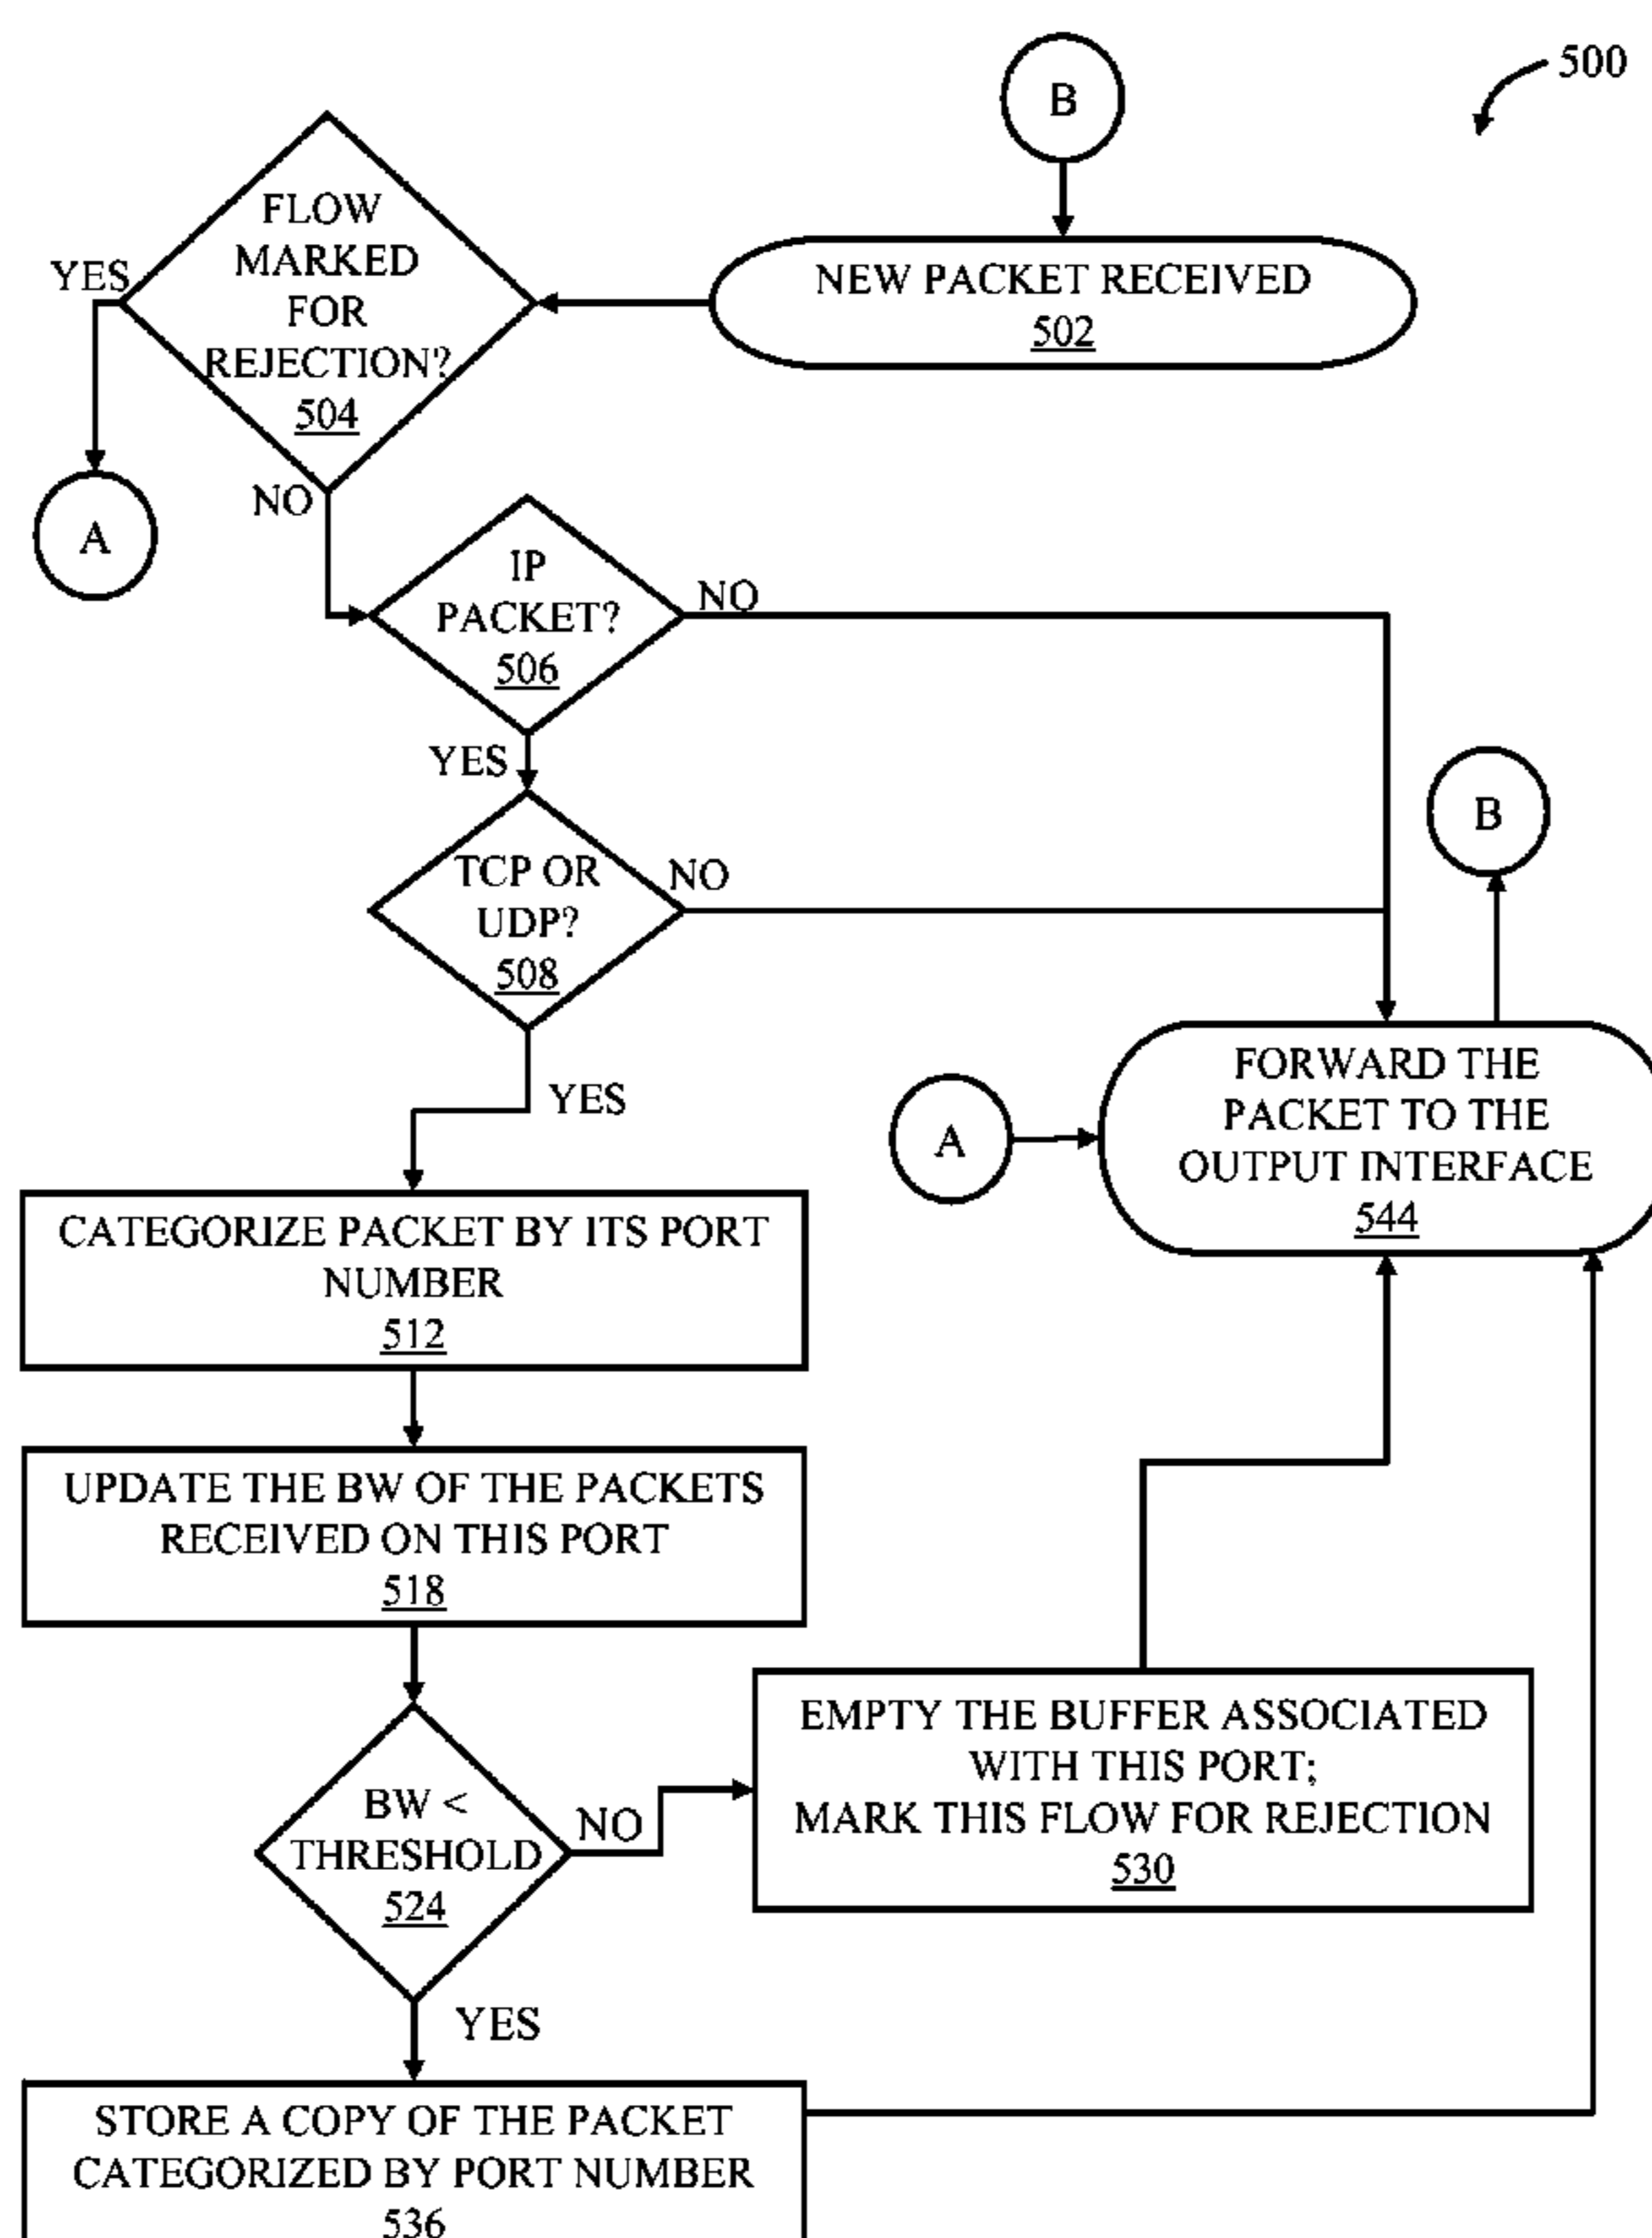 500
B
NEW PACKET RECEIVED
502
FLOW
MARKED
FOR
REJECTION?
504
YES
A
NO
IP
PACKET?
506
NO
YES
TCP OR
UDP?
508
NO
YES
B
A
FORWARD THE
PACKET TO THE
OUTPUT INTERFACE
544
CATEGORIZE PACKET BY ITS PORT
NUMBER
512
UPDATE THE BW OF THE PACKETS
RECEIVED ON THIS PORT
518
BW <
THRESHOLD
524
NO
EMPTY THE BUFFER ASSOCIATED
WITH THIS PORT;
MARK THIS FLOW FOR REJECTION
530
YES
STORE A COPY OF THE PACKET
CATEGORIZED BY PORT NUMBER
536